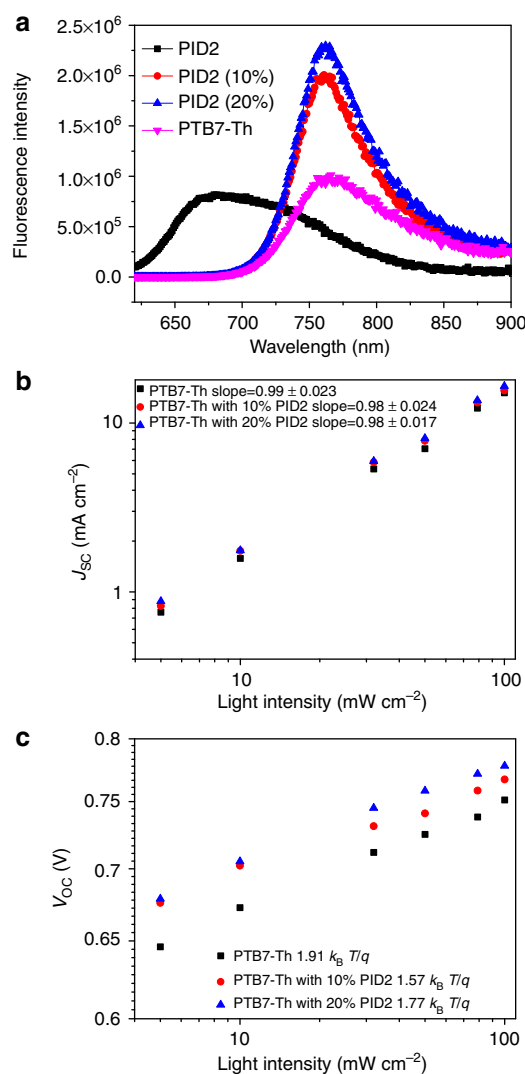 a
Fluorescence intensity
2.5×10⁶
2.0×10⁶
1.5×10⁶
1.0×10⁶
5.0×10⁵
0.0
PID2
PID2 (10%)
PID2 (20%)
PTB7-Th
650 700 750 800 850 900
Wavelength (nm)
b
J_SC (mA cm⁻²)
10
1
PTB7-Th slope=0.99 ± 0.023
PTB7-Th with 10% PID2 slope=0.98 ± 0.024
PTB7-Th with 20% PID2 slope=0.98 ± 0.017
10 100
Light intensity (mW cm⁻²)
c
V_OC (V)
0.8
0.75
0.7
0.65
0.6
PTB7-Th 1.91 k_B T/q
PTB7-Th with 10% PID2 1.57 k_B T/q
PTB7-Th with 20% PID2 1.77 k_B T/q
10 100
Light intensity (mW cm⁻²)